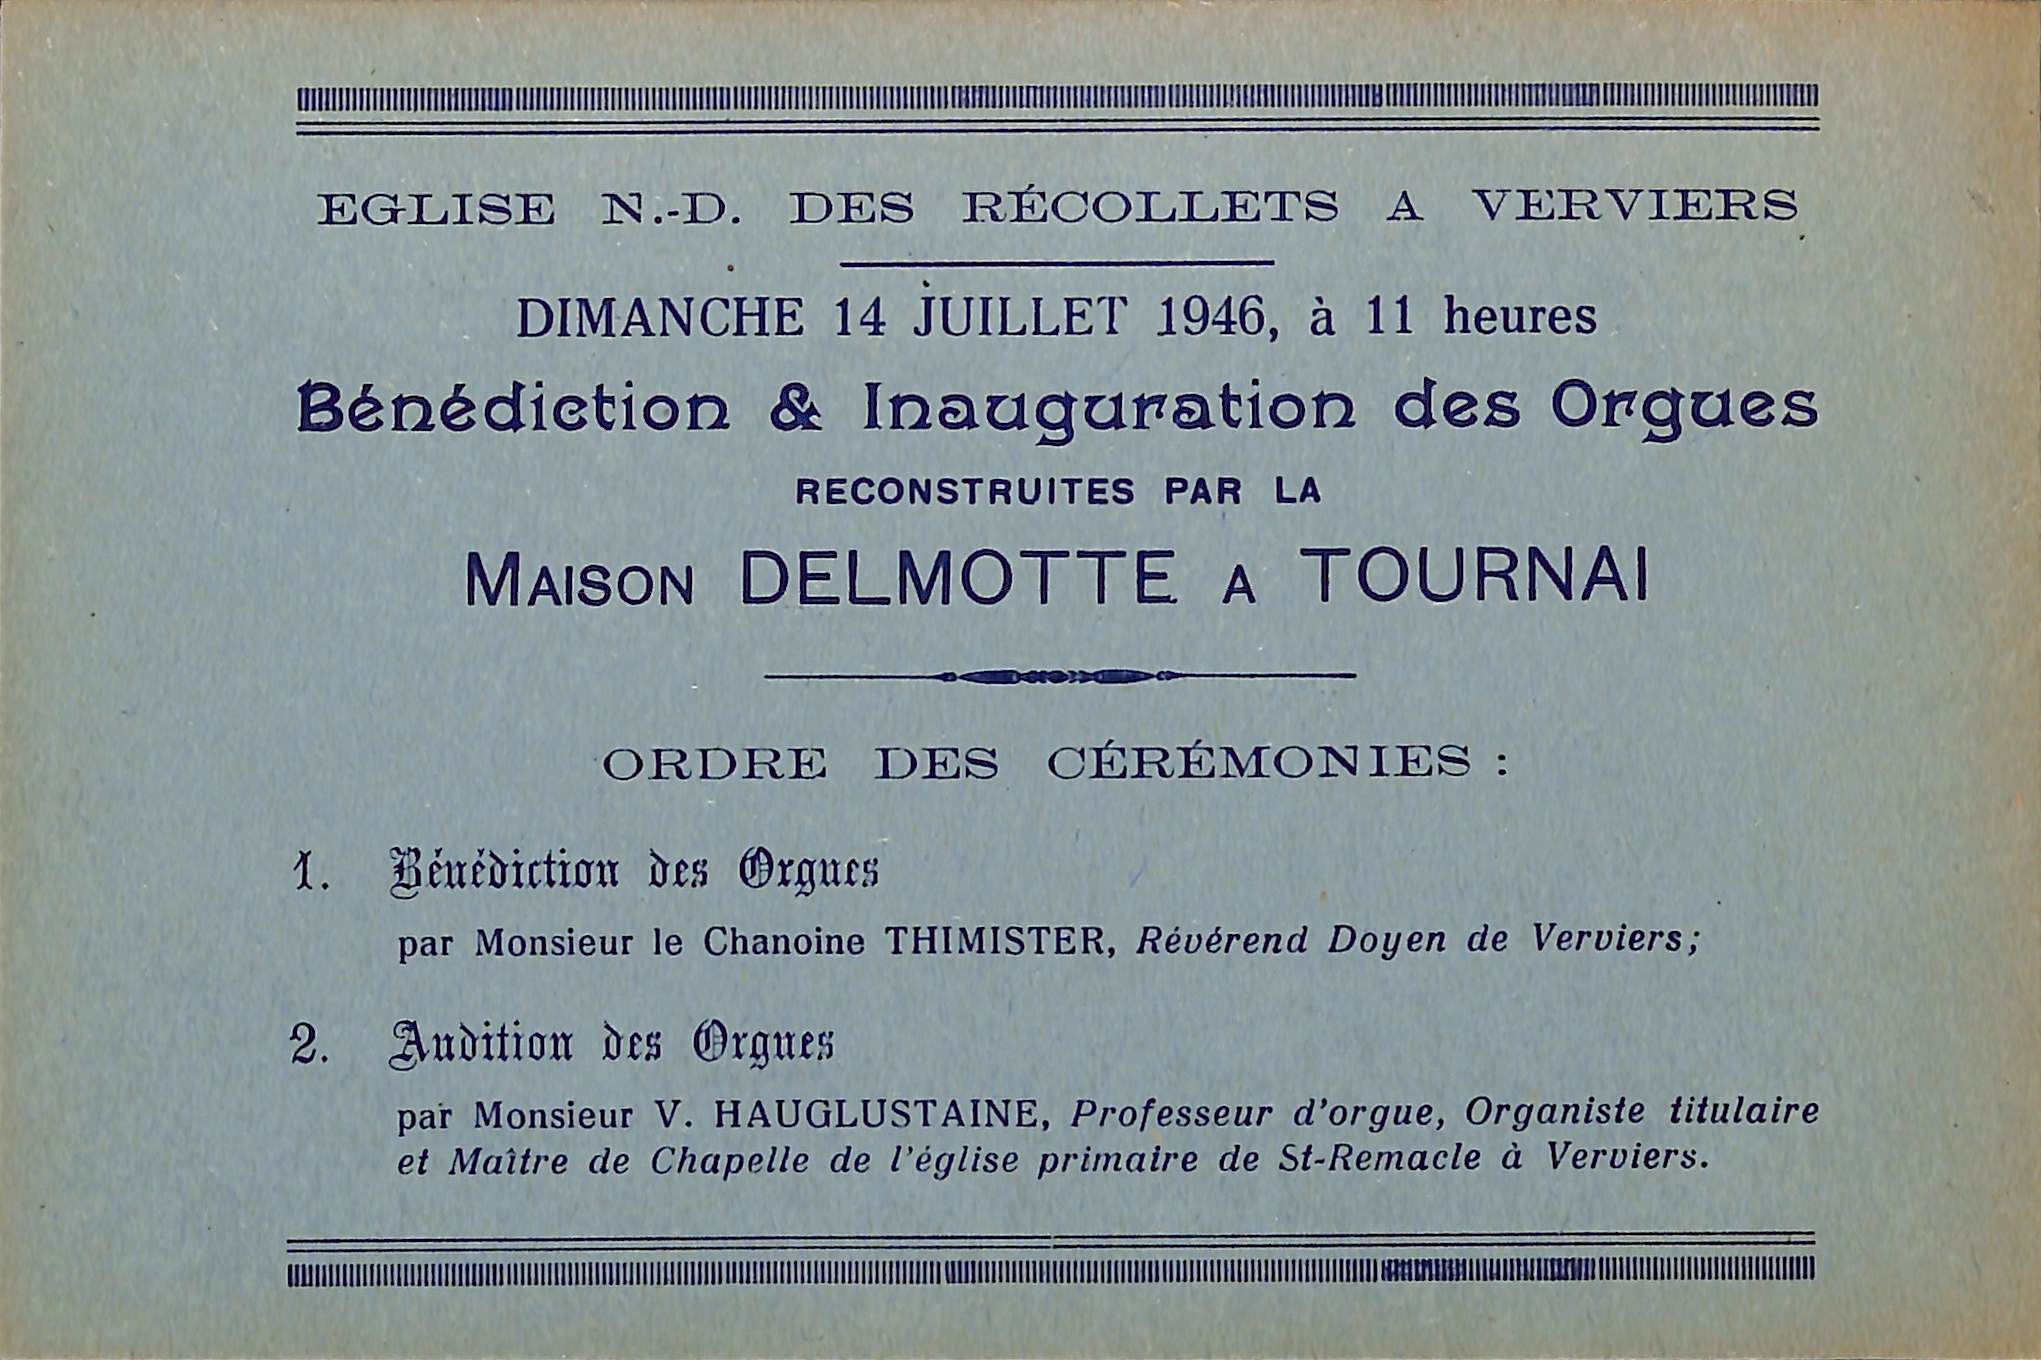 EGLISE N.-D. DES RÉCOLLETS A VERVIERS
DIMANCHE 14 JUILLET 1946, à 11 heures
Bénédiction & Inauguration des Orgues
RECONSTRUITES PAR LA
MAISON DELMOTTE A TOURNAI
ORDRE DES CÉRÉMONIES :
1. Bénédiction des Orgues
par Monsieur le Chanoine THIMISTER, Révérend Doyen de Verviers;
2. Audition des Orgues
par Monsieur V. HAUGLUSTAINE, Professeur d'orgue, Organiste titulaire
et Maître de Chapelle de l'église primaire de St-Remacle à Verviers.